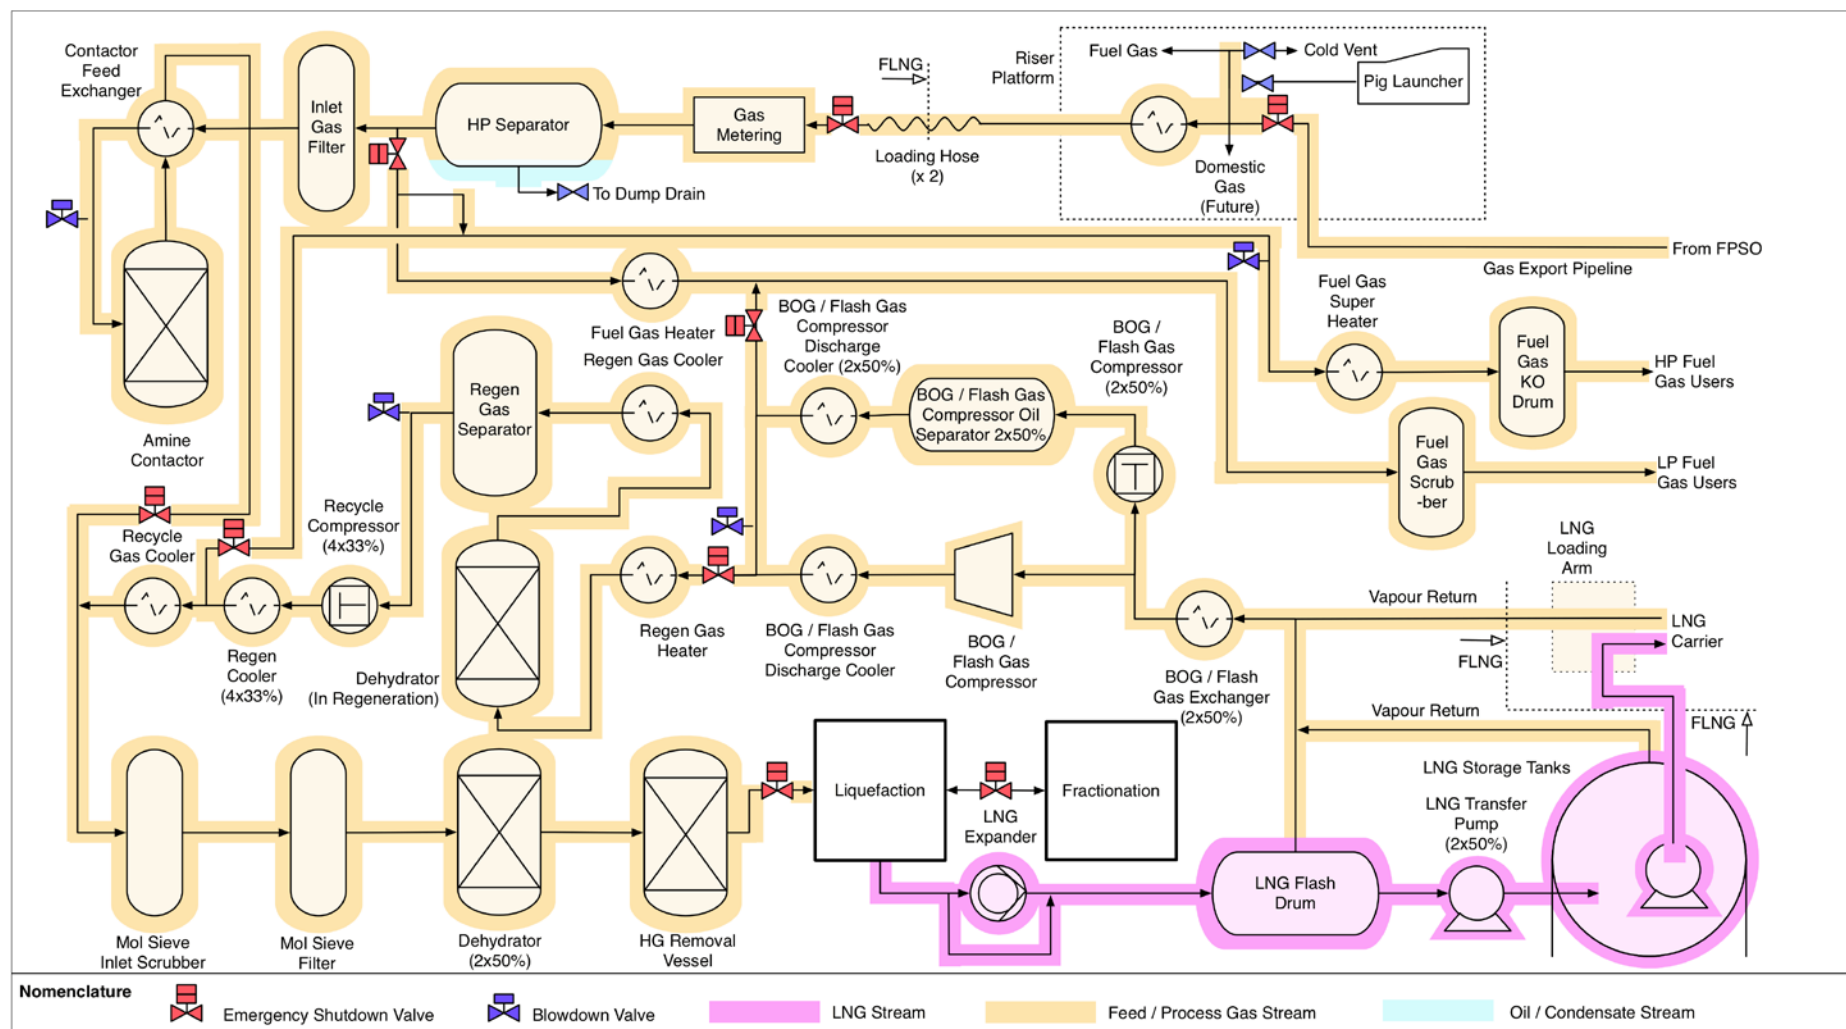 Contactor
Feed
Exchanger
Inlet
Gas
Filter
HP Separator
To Dump Drain
Gas
Metering
FLNG
Loading Hose
(x 2)
Riser
Platform
Fuel Gas
Cold Vent
Pig Launcher
Domestic
Gas
(Future)
From FPSO
Gas Export Pipeline
Fuel Gas
Super
Heater
Fuel
Gas
KO
Drum
HP Fuel
Gas Users
Fuel
Gas
Scrub
-ber
LP Fuel
Gas Users
Fuel Gas Heater
Regen Gas Cooler
BOG / Flash Gas
Compressor
Discharge
Cooler (2x50%)
BOG /
Flash Gas
Compressor
(2x50%)
BOG / Flash Gas
Compressor Oil
Separator 2x50%
Regen
Gas
Separator
Amine
Contactor
Recycle
Gas Cooler
Recycle
Compressor
(4x33%)
Regen
Cooler
(4x33%)
Dehydrator
(In Regeneration)
Regen Gas
Heater
BOG / Flash Gas
Compressor
Discharge Cooler
BOG /
Flash Gas
Compressor
BOG / Flash
Gas Exchanger
(2x50%)
LNG
Loading
Arm
Vapour Return
LNG
Carrier
FLNG
Vapour Return
FLNG
LNG Storage Tanks
LNG Transfer
Pump
(2x50%)
Liquefaction
LNG
Expander
Fractionation
LNG Flash
Drum
Mol Sieve
Inlet Scrubber
Mol Sieve
Filter
Dehydrator
(2x50%)
HG Removal
Vessel
Nomenclature
Emergency Shutdown Valve
Blowdown Valve
LNG Stream
Feed / Process Gas Stream
Oil / Condensate Stream